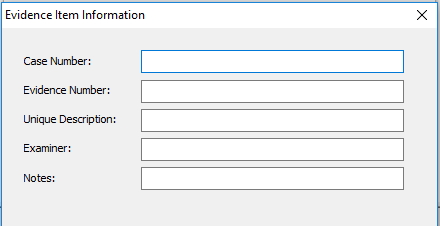 Evidence Item Information
Case Number:
Evidence Number:
Unique Description:
Examiner:
Notes: